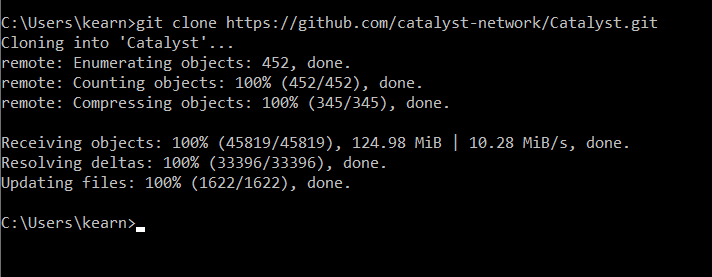 C:\Users\kearn>git clone https://github.com/catalyst-network/Catalyst.git
Cloning into 'Catalyst'...
remote: Enumerating objects: 452, done.
remote: Counting objects: 100% (452/452), done.
remote: Compressing objects: 100% (345/345), done.
Receiving objects: 100% (45819/45819), 124.98 MiB | 10.28 MiB/s, done.
Resolving deltas: 100% (33396/33396), done.
Updating files: 100% (1622/1622), done.
C:\Users\kearn>